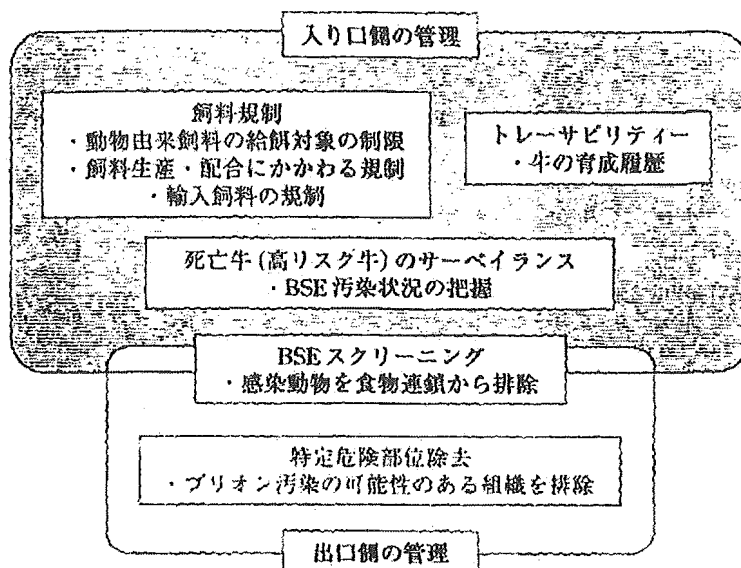 入り口側の管理
飼料規制
・動物由来飼料の給餌対象の制限
・飼料生産・配合にかかわる規制
・輸入飼料の規制
トレーサビリティー
・牛の育成履歴
死亡牛(高リスク牛)のサーベイランス
・BSE汚染状況の把握
BSEスクリーニング
・感染動物を食物連鎖から排除
特定危険部位除去
・プリオン汚染の可能性のある組織を排除
出口側の管理